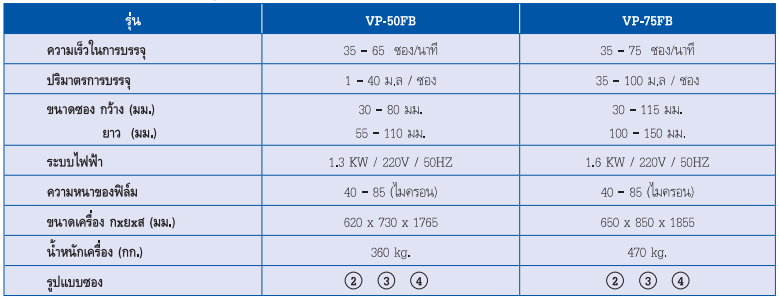 รุ่น VP-50FB VP-75FB
ความเร็วในการบรรจุ 35 – 65 ซอง/นาที 35 – 75 ซอง/นาที
ปริมาตรการบรรจุ 1 – 40 ม.ล / ซอง 35 – 100 ม.ล / ซอง
ขนาดซอง กว้าง (มม.) 30 – 80 มม. 30 – 115 มม.
ยาว (มม.) 55 – 110 มม. 100 – 150 มม.
ระบบไฟฟ้า 1.3 KW / 220V / 50HZ 1.6 KW / 220V / 50HZ
ความหนาของฟิล์ม 40 – 85 (ไมครอน) 40 – 85 (ไมครอน)
ขนาดเครื่อง กxยxส (มม.) 620 x 730 x 1765 650 x 850 x 1855
น้ำหนักเครื่อง (กก.) 360 kg. 470 kg.
รูปแบบซอง ② ③ ④ ② ③ ④